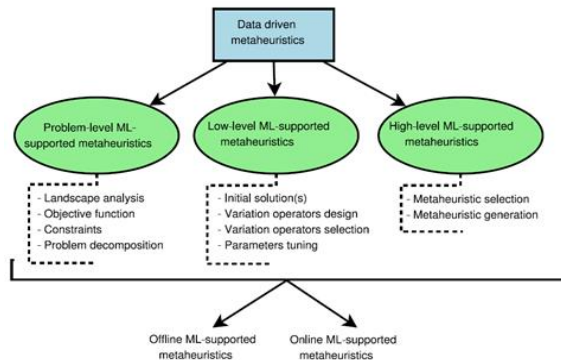 Data driven
metaheuristics
Problem-level ML-
supported metaheuristics
Low-level ML-supported
metaheuristics
High-level ML-supported
metaheuristics
- Landscape analysis
- Objective function
- Constraints
- Problem decomposition
- Initial solution(s)
- Variation operators design
- Variation operators selection
- Parameters tuning
- Metaheuristic selection
- Metaheuristic generation
Offline ML-supported
metaheuristics
Online ML-supported
metaheuristics